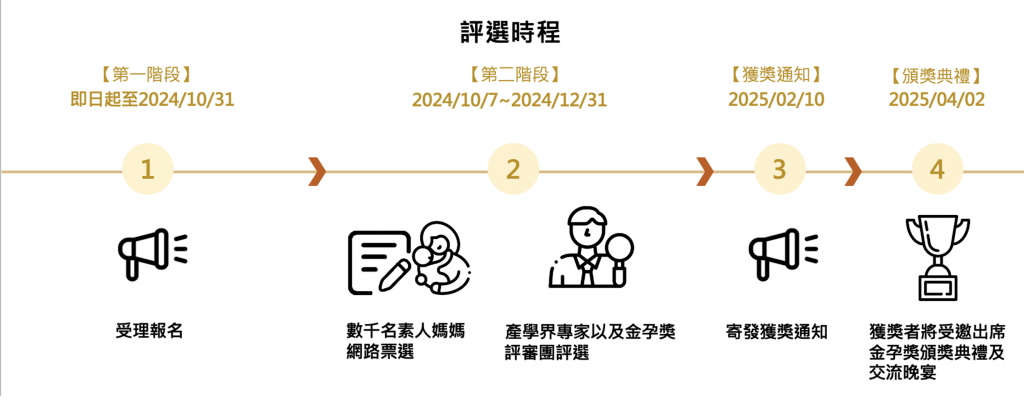 評選時程
【第一階段】
即日起至2024/10/31
【第二階段】
2024/10/7~2024/12/31
【獲獎通知】
2025/02/10
【頒獎典禮】
2025/04/02
1
2
3
4
受理報名
數千名素人媽媽
網路票選
產學界專家以及金孕獎
評審團評選
寄發獲獎通知
獲獎者將受邀出席
金孕獎頒獎典禮及
交流晚宴